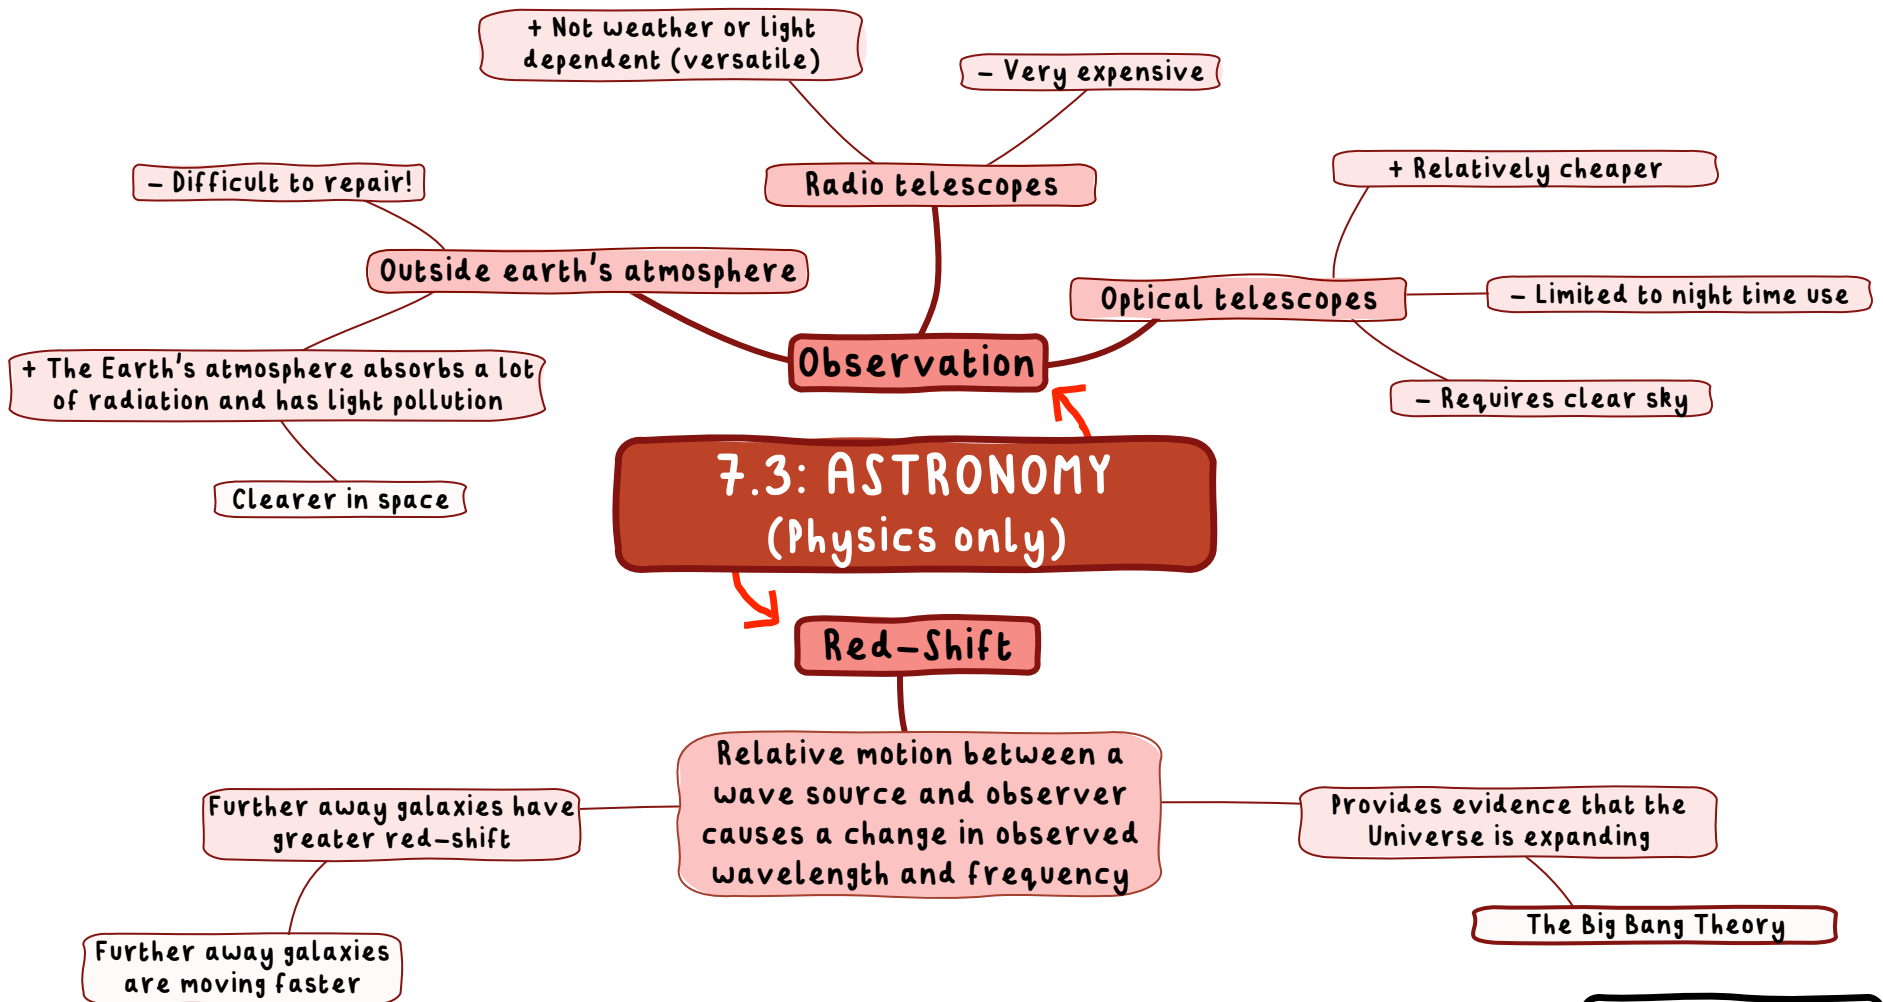 + Not weather or light
dependent (versatile)
– Very expensive
– Difficult to repair!
Radio telescopes
+ Relatively cheaper
Outside earth's atmosphere
Optical telescopes
– Limited to night time use
+ The Earth's atmosphere absorbs a lot
of radiation and has light pollution
Observation
– Requires clear sky
Clearer in space
7.3: ASTRONOMY
(Physics only)
Red–Shift
Relative motion between a
wave source and observer
causes a change in observed
wavelength and frequency
Further away galaxies have
greater red–shift
Provides evidence that the
Universe is expanding
The Big Bang Theory
Further away galaxies
are moving faster